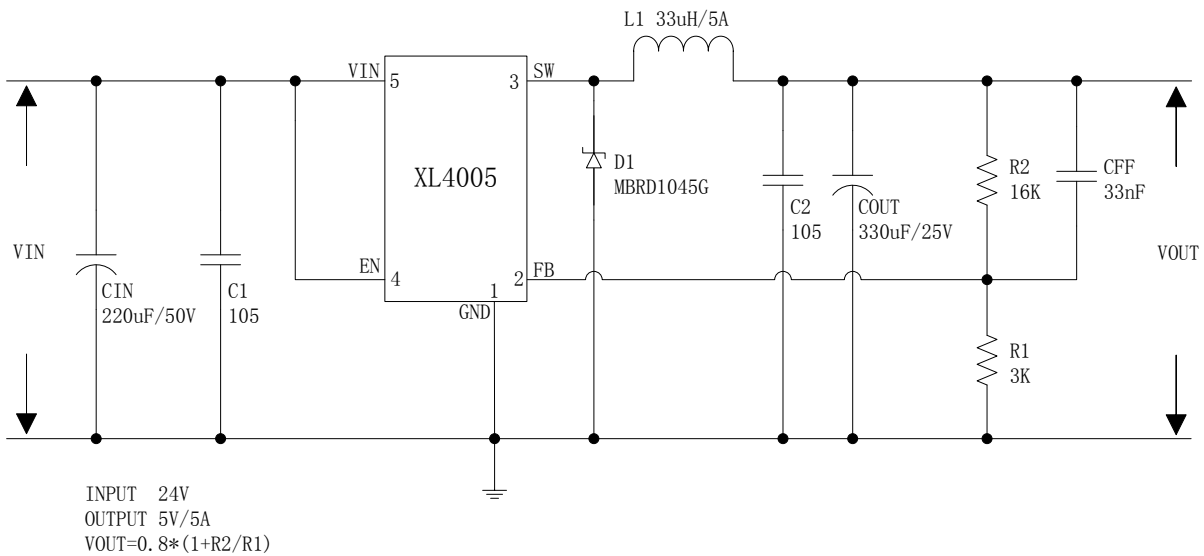 L1 33uH/5A
VIN
5
3
SW
XL4005
D1
MBRD1045G
R2
16K
CFF
33nF
C2
105
COUT
330uF/25V
VIN
VOUT
EN
4
2
FB
1
GND
CIN
220uF/50V
C1
105
R1
3K
INPUT 24V
OUTPUT 5V/5A
VOUT=0.8*(1+R2/R1)